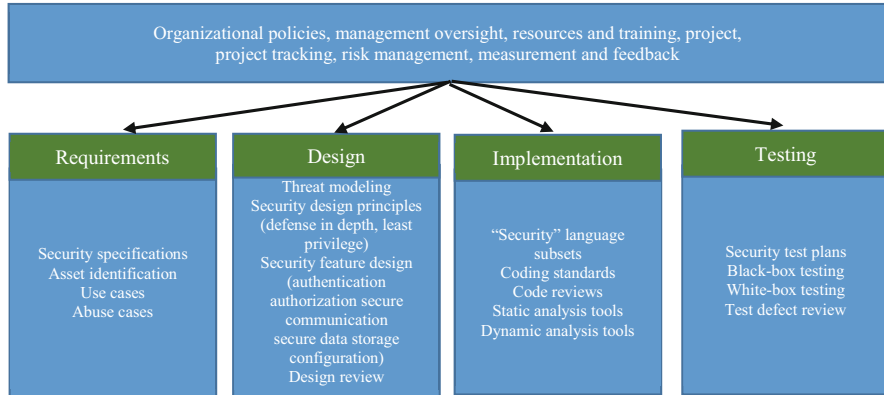 Organizational policies, management oversight, resources and training, project,
project tracking, risk management, measurement and feedback
Requirements
Security specifications
Asset identification
Use cases
Abuse cases
Design
Threat modeling
Security design principles
(defense in depth, least
privilege)
Security feature design
(authentication
authorization secure
communication
secure data storage
configuration)
Design review
Implementation
“Security” language
subsets
Coding standards
Code reviews
Static analysis tools
Dynamic analysis tools
Testing
Security test plans
Black-box testing
White-box testing
Test defect review